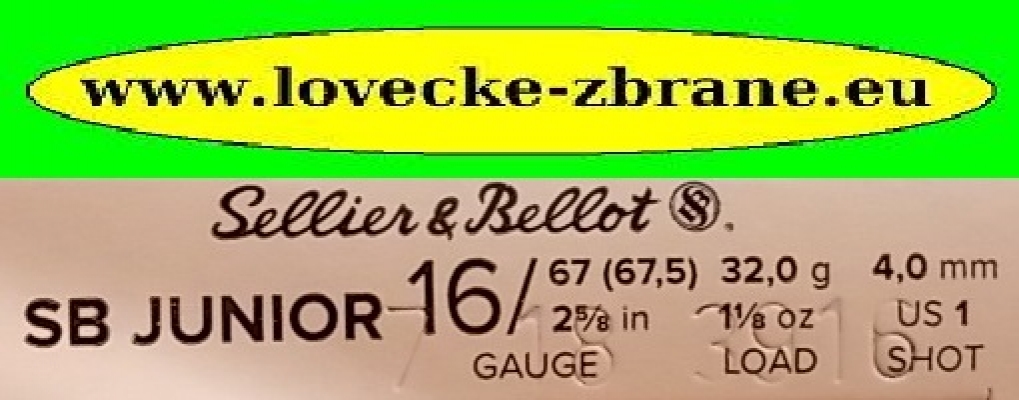 www.lovecke-zbrane.eu
Sellier & Bellot SB.
SB JUNIOR 16/ 67 (67,5) 32,0 g 4,0 mm
2⅝ in 1⅛ oz US 1
GAUGE LOAD SHOT